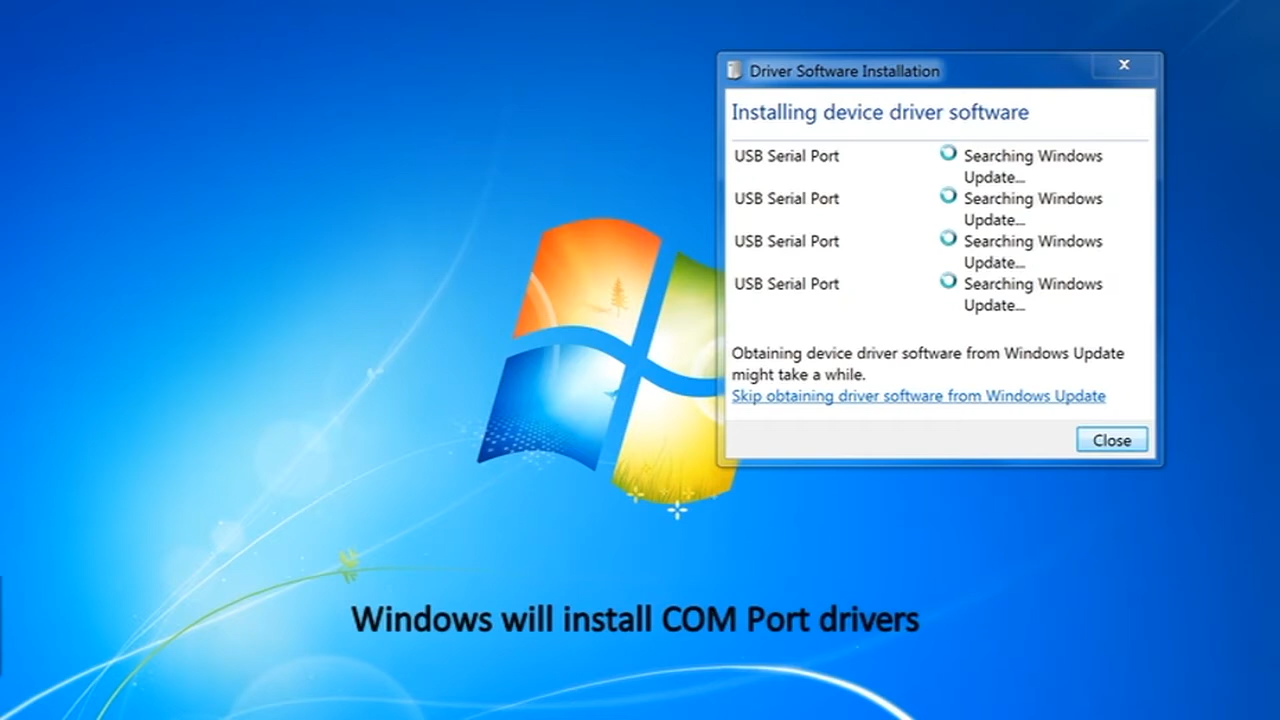 Driver Software Installation
Installing device driver software
USB Serial Port Searching Windows
Update...
USB Serial Port Searching Windows
Update...
USB Serial Port Searching Windows
Update...
USB Serial Port Searching Windows
Update...
Obtaining device driver software from Windows Update
might take a while.
Skip obtaining driver software from Windows Update
Close
Windows will install COM Port drivers